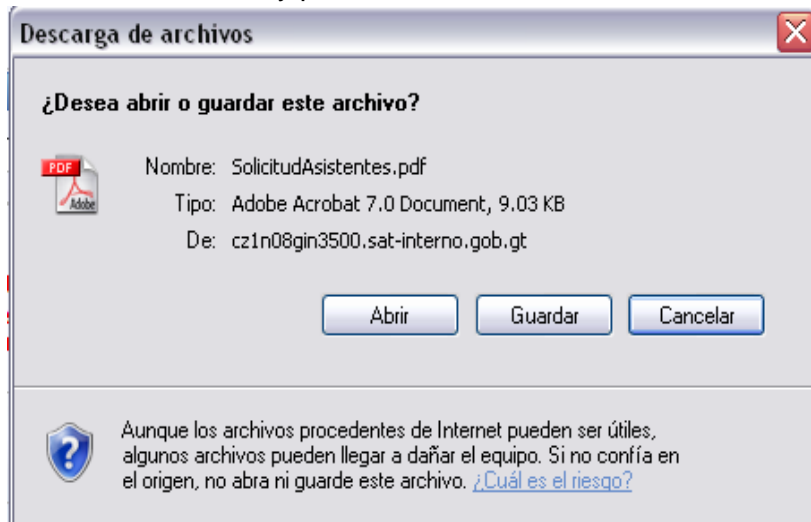 Descarga de archivos
¿Desea abrir o guardar este archivo?
PDF
Adobe
Nombre: SolicitudAsistentes.pdf
Tipo: Adobe Acrobat 7.0 Document, 9.03 KB
De: cz1n08gin3500.sat-interno.gob.gt
Abrir Guardar Cancelar
Aunque los archivos procedentes de Internet pueden ser útiles,
algunos archivos pueden llegar a dañar el equipo. Si no confía en
el origen, no abra ni guarde este archivo. ¿Cuál es el riesgo?